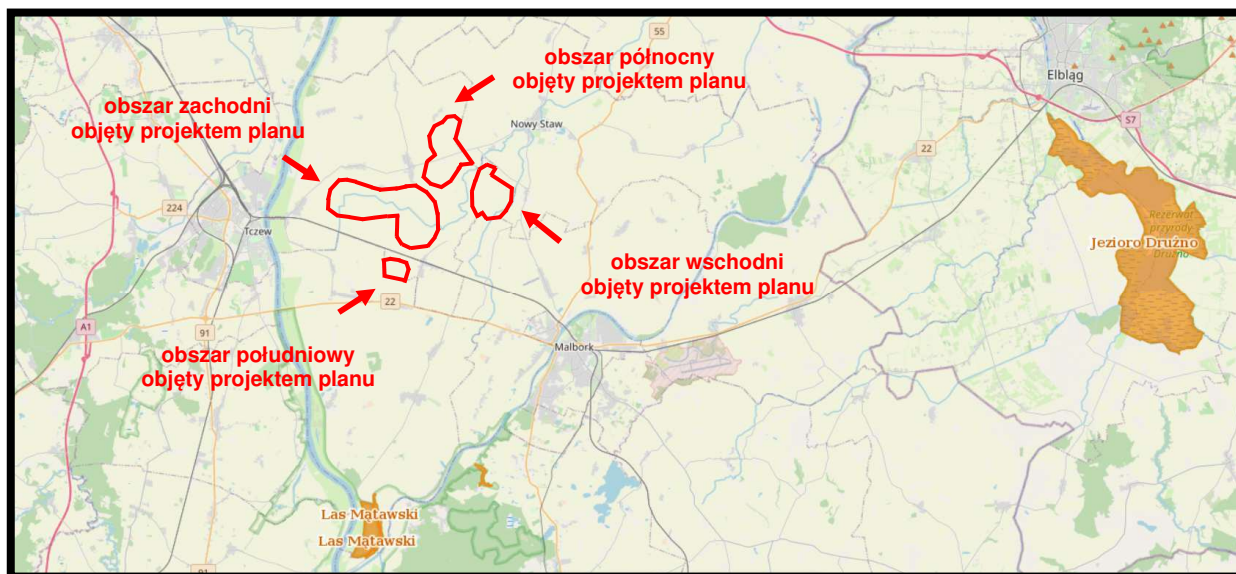 55
obszar północny
objęty projektem planu
Elbląg
obszar zachodni
objęty projektem planu
Nowy Staw
S7
22
224
Tczew
Rezerwat
przyrody
Jezioro Drużno
Drużno
obszar wschodni
objęty projektem planu
22
A1
91
Malbork
obszar południowy
objęty projektem planu
Las Mątawski
Las Mątawski
91